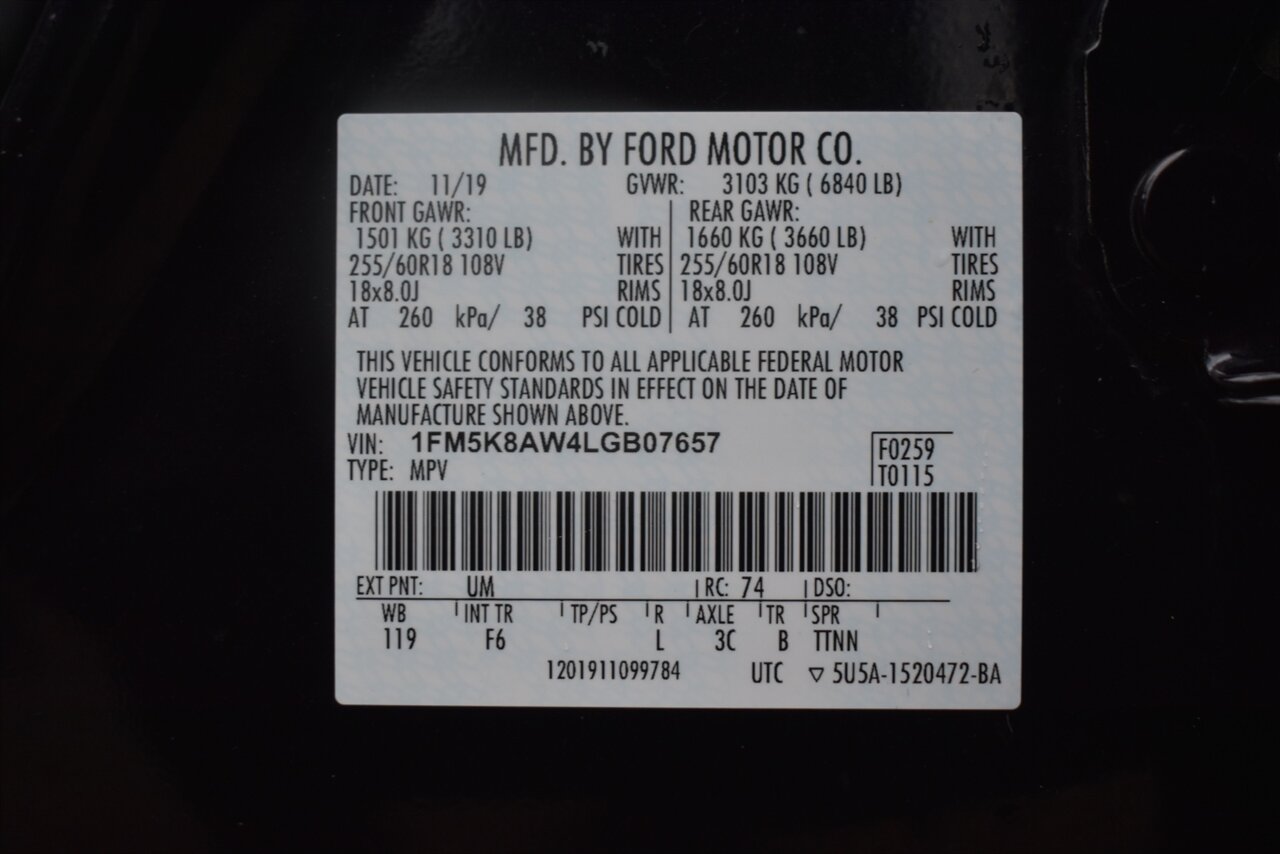 MFD. BY FORD MOTOR CO.
DATE: 11/19 GVWR: 3103 KG ( 6840 LB)
FRONT GAWR: REAR GAWR:
1501 KG ( 3310 LB) WITH 1660 KG ( 3660 LB) WITH
255/60R18 108V TIRES 255/60R18 108V TIRES
18x8.0J RIMS 18x8.0J RIMS
AT 260 kPa/ 38 PSI COLD AT 260 kPa/ 38 PSI COLD
THIS VEHICLE CONFORMS TO ALL APPLICABLE FEDERAL MOTOR
VEHICLE SAFETY STANDARDS IN EFFECT ON THE DATE OF
MANUFACTURE SHOWN ABOVE.
VIN: 1FM5K8AW4LGB07657 F0259
TYPE: MPV T0115
EXT PNT: UM RC: 74 DSO:
WB INT TR TP/PS R AXLE TR SPR
119 F6 L 3C B TTNN
1201911099784 UTC ▽ 5U5A-1520472-BA